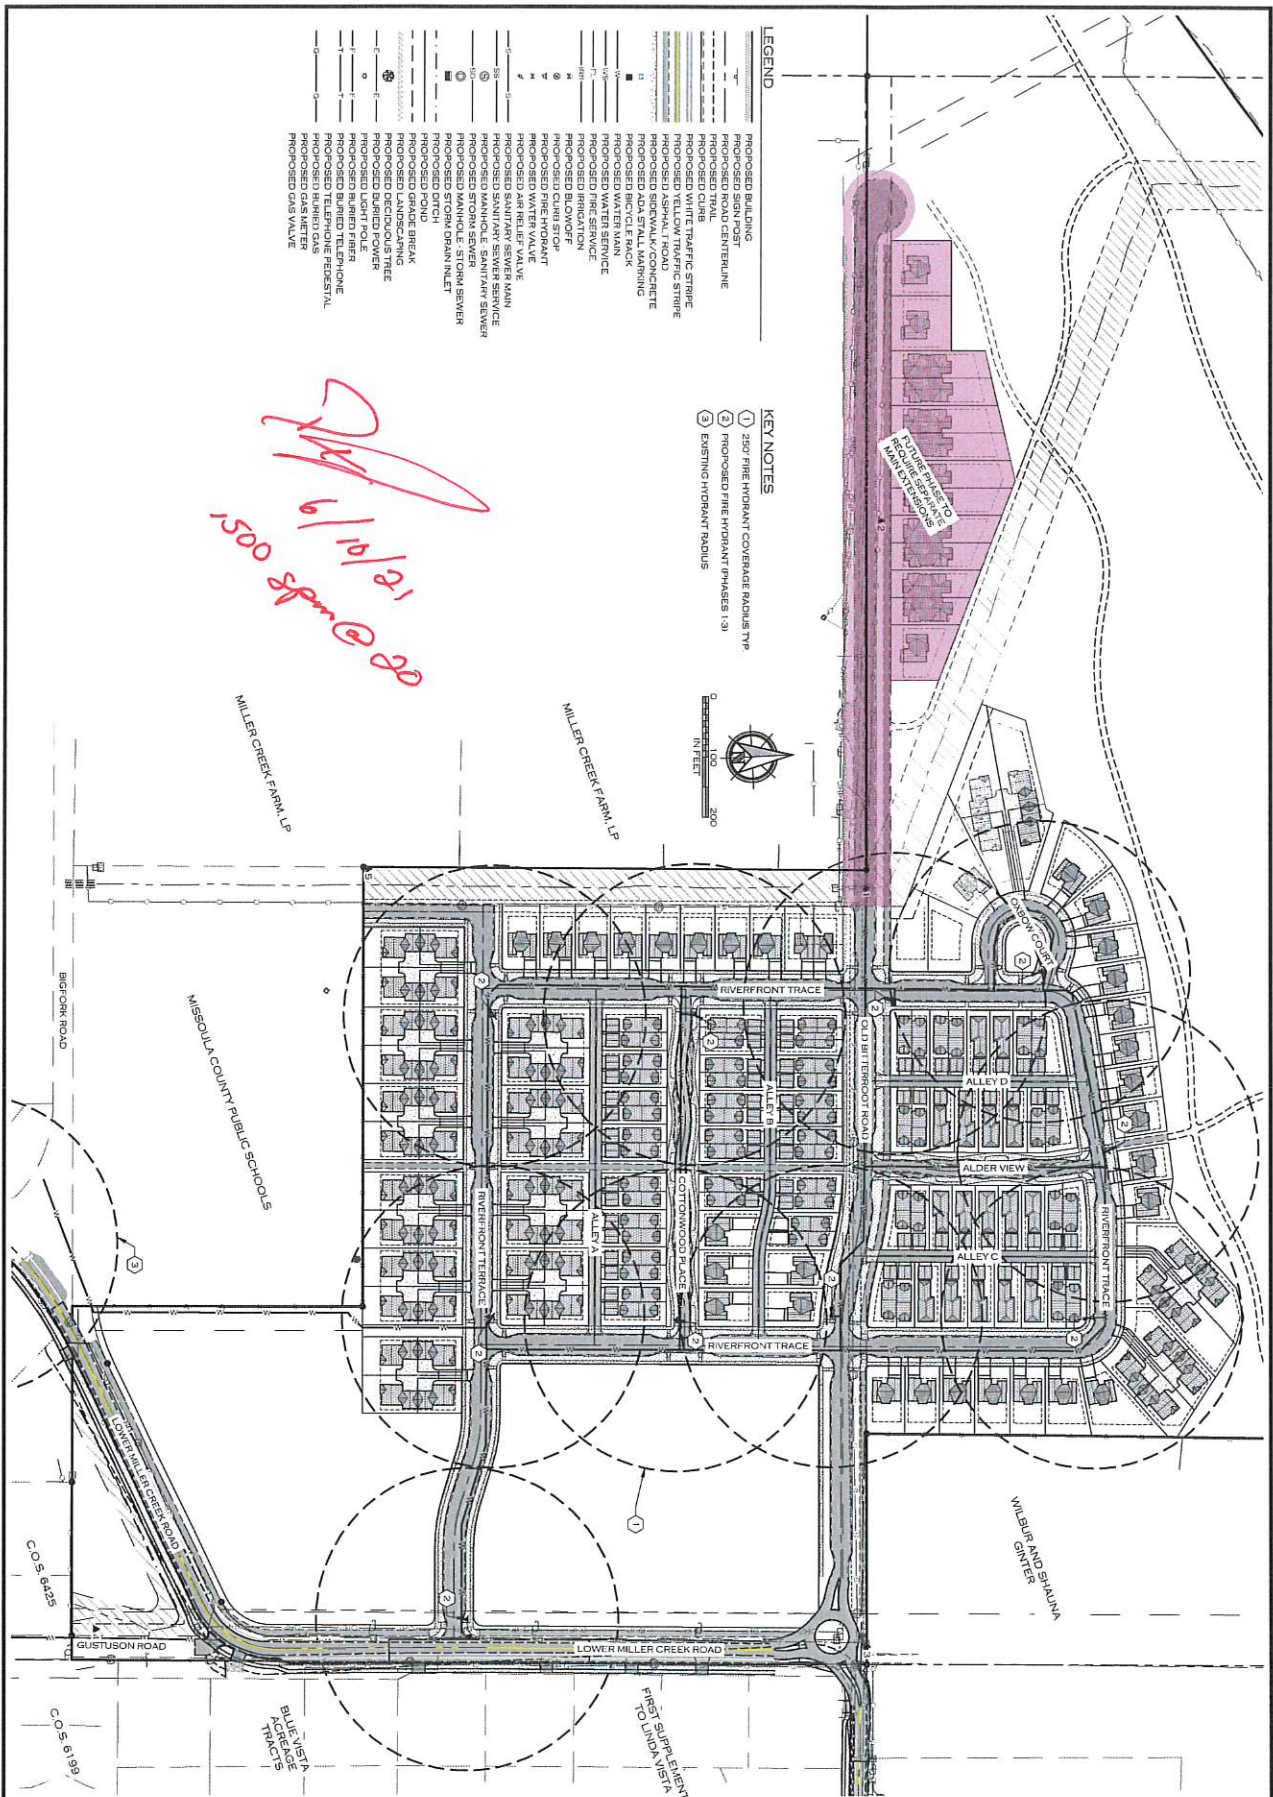 LEGEND
PROPOSED BUILDING
PROPOSED SIGN POST
PROPOSED ROAD CENTERLINE
PROPOSED TRAIL
PROPOSED CURB
PROPOSED WHITE TRAFFIC STRIPE
PROPOSED YELLOW TRAFFIC STRIPE
PROPOSED ASPHALT ROAD
PROPOSED SIDEWALK/CONCRETE
PROPOSED ADA STALL MARKING
PROPOSED BICYCLE RACK
PROPOSED WATER MAIN
PROPOSED WATER SERVICE
PROPOSED FIRE SERVICE
PROPOSED IRRIGATION
PROPOSED BLOWOFF
PROPOSED CURB STOP
PROPOSED FIRE HYDRANT
PROPOSED WATER VALVE
PROPOSED AIR RELIEF VALVE
PROPOSED SANITARY SEWER MAIN
PROPOSED SANITARY SEWER SERVICE
PROPOSED MANHOLE - SANITARY SEWER
PROPOSED STORM SEWER
PROPOSED MANHOLE - STORM SEWER
PROPOSED STORM DRAIN INLET
PROPOSED DITCH
PROPOSED POND
PROPOSED GRADE BREAK
PROPOSED LANDSCAPING
PROPOSED DECIDUOUS TREE
PROPOSED BURIED POWER
PROPOSED LIGHT POLE
PROPOSED BURIED FIBER
PROPOSED BURIED TELEPHONE
PROPOSED TELEPHONE PEDESTAL
PROPOSED BURIED GAS
PROPOSED GAS METER
PROPOSED GAS VALVE
KEY NOTES
1 250' FIRE HYDRANT COVERAGE RADIUS TYP.
2 PROPOSED FIRE HYDRANT (PHASES 1-3)
3 EXISTING HYDRANT RADIUS
FUTURE PHASE TO
REQUIRE SEPARATE
MAIN EXTENSIONS
6/10/21
1500 gpm @ 20
0 100 200
IN FEET
N
MILLER CREEK FARM, LP
MILLER CREEK FARM, LP
OXBOW COURT
RIVERFRONT TRACE
OLD BITTERROOT ROAD
ALLEY D
ALLEY B
ALDER VIEW
COTTONWOOD PLACE
ALLEY A
RIVERFRONT TERRACE
ALLEY C
RIVERFRONT TRACE
RIVERFRONT TRACE
BIGFORK ROAD
MISSOULA COUNTY PUBLIC SCHOOLS
3
1
2
WILBUR AND SHAUNA
GINTER
LOWER MILLER CREEK ROAD
LOWER MILLER CREEK ROAD
C.O.S. 6425
GUSTUSON ROAD
C.O.S. 6199
BLUE VISTA
ACREAGE
TRACTS
FIRST SUPPLEMENT
TO LINDA VISTA